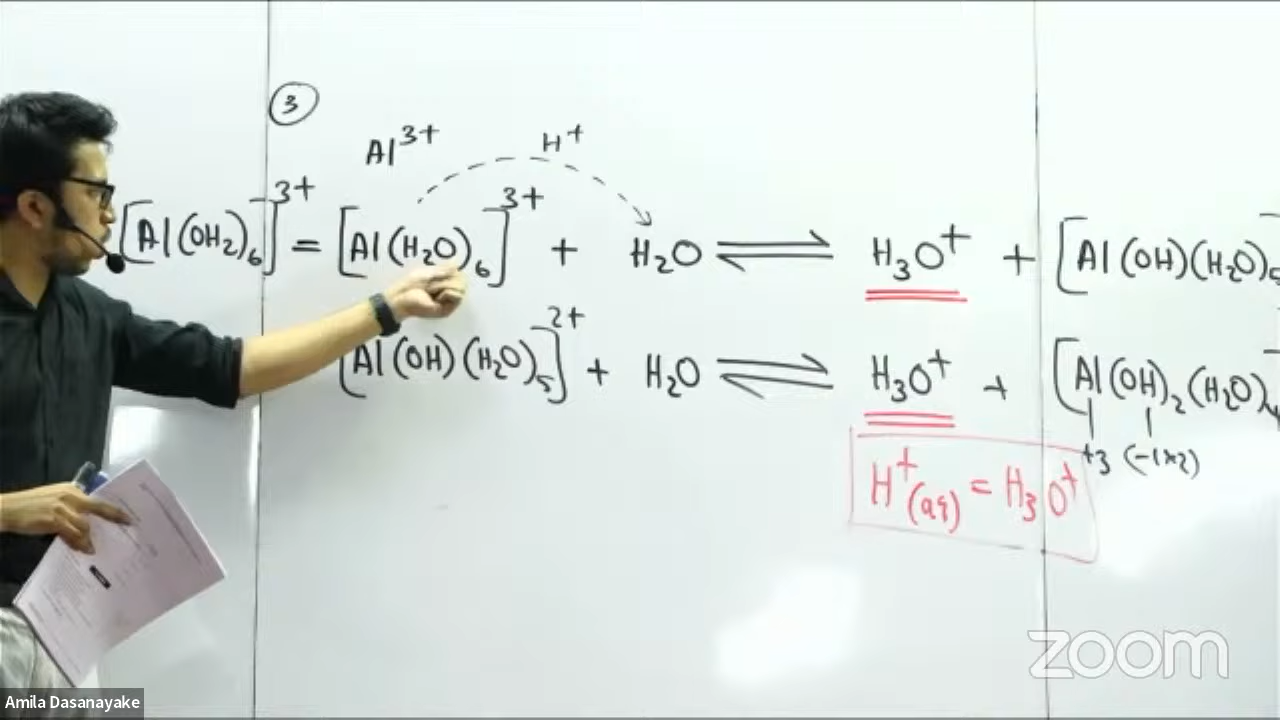 3
Al³⁺ H⁺
[Al(OH₂)₆]³⁺ = [Al(H₂O)₆]³⁺ + H₂O ⇌ H₃O⁺ + [Al(OH)(H₂O)₅
[Al(OH)(H₂O)₅]²⁺ + H₂O ⇌ H₃O⁺ + [Al(OH)₂(H₂O)₄
+3 (-1×2)
H⁺(aq) = H₃O⁺
zoom
Amila Dasanayake